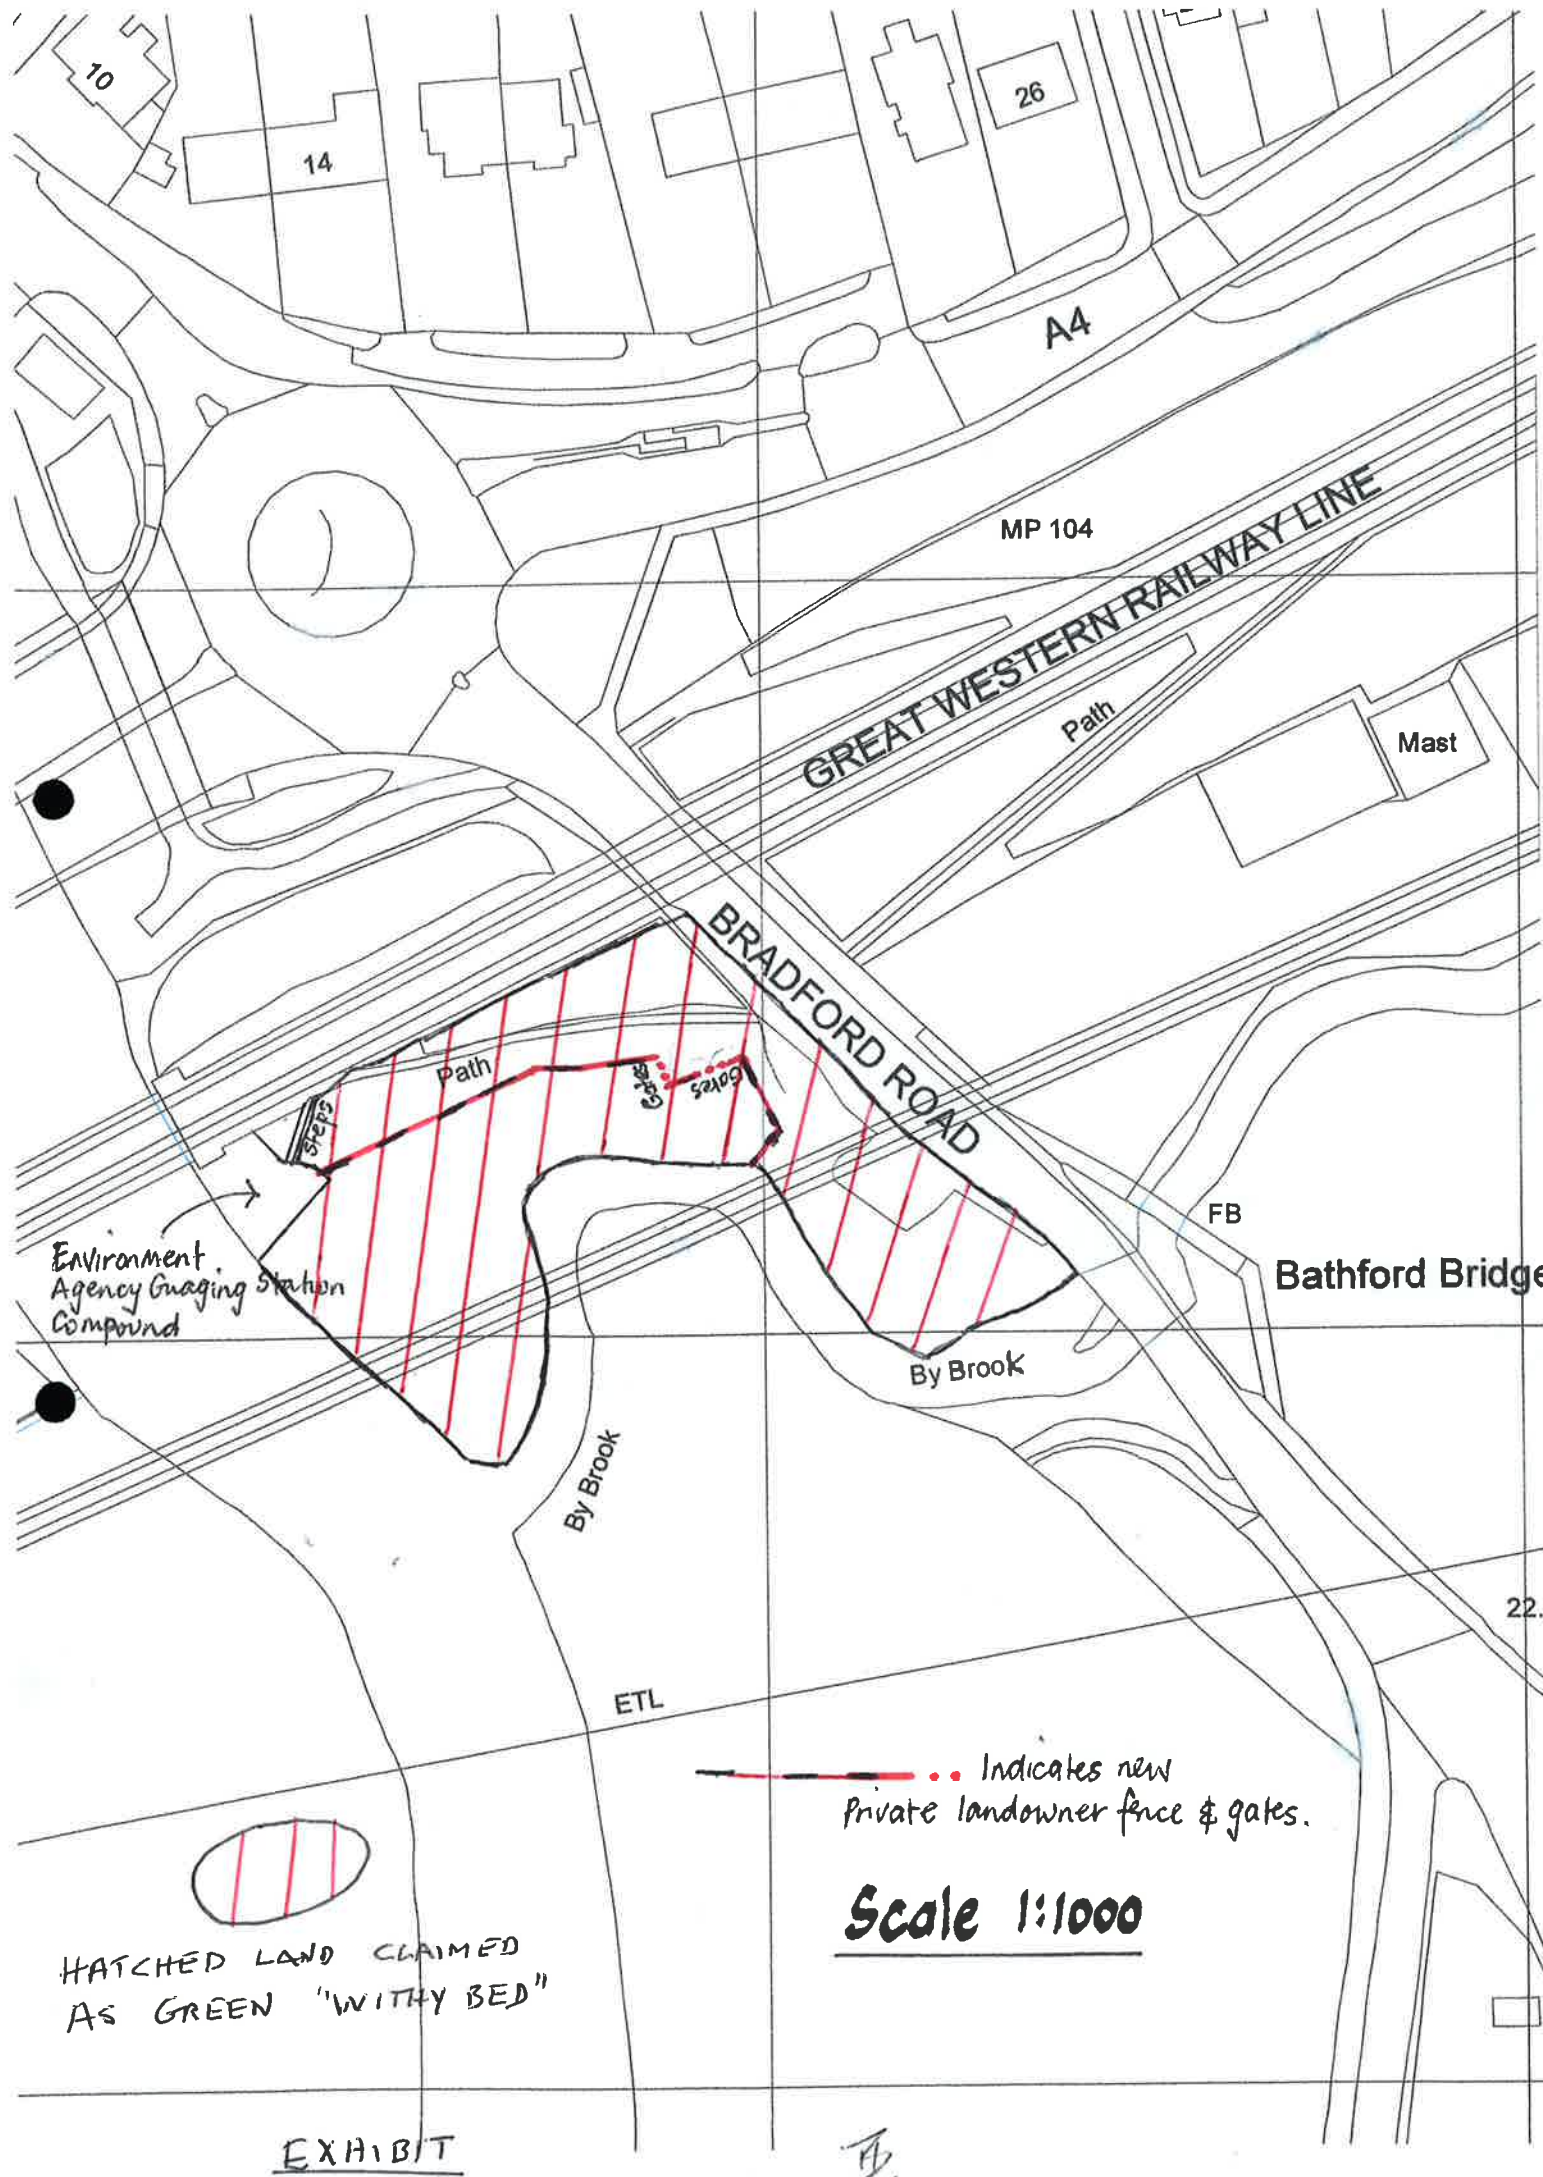 10
14
26
A4
MP 104
GREAT WESTERN RAILWAY LINE
Path
Mast
BRADFORD ROAD
Path
Gates
Gates
Steps
FB
Environment
Agency Guaging Station
Compound
Bathford Bridge
By Brook
By Brook
22.
ETL
Indicates new
Private landowner fence & gates.
Scale 1:1000
HATCHED LAND CLAIMED
AS GREEN "WITHY BED"
EXHIBIT